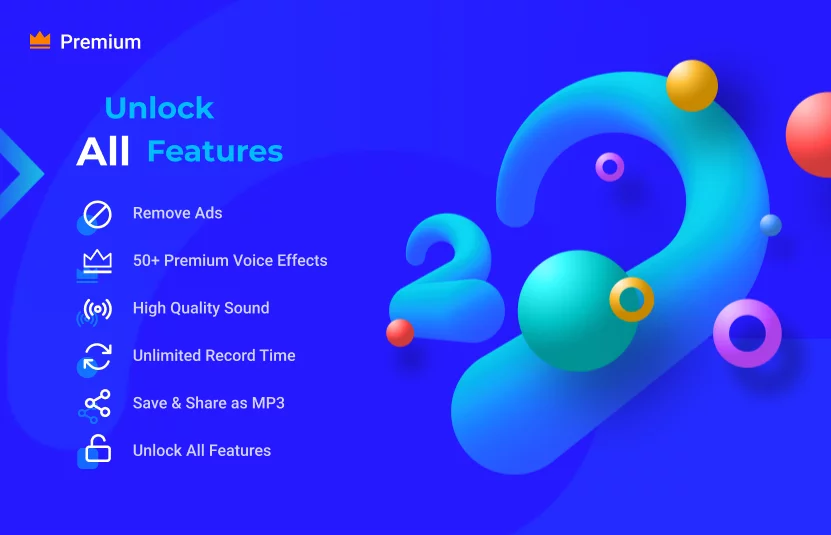 Premium
Unlock
All Features
Remove Ads
50+ Premium Voice Effects
High Quality Sound
Unlimited Record Time
Save & Share as MP3
Unlock All Features
2